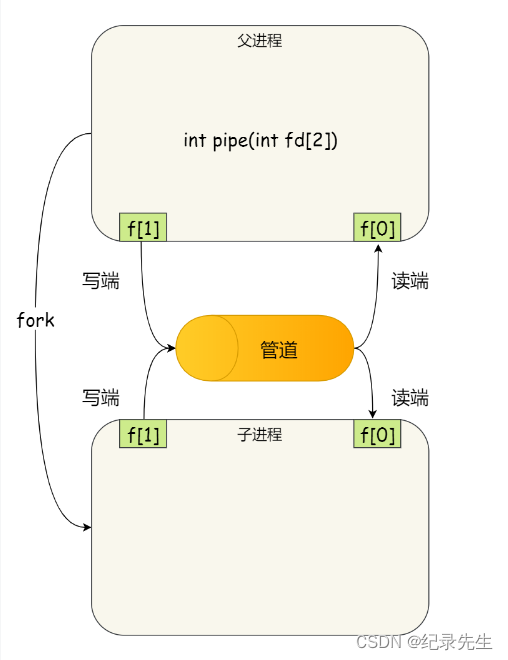 父进程
int pipe(int fd[2])
f[1]
f[0]
写端
读端
fork
管道
写端
读端
f[1]
子进程
f[0]
CSDN @纪录先生